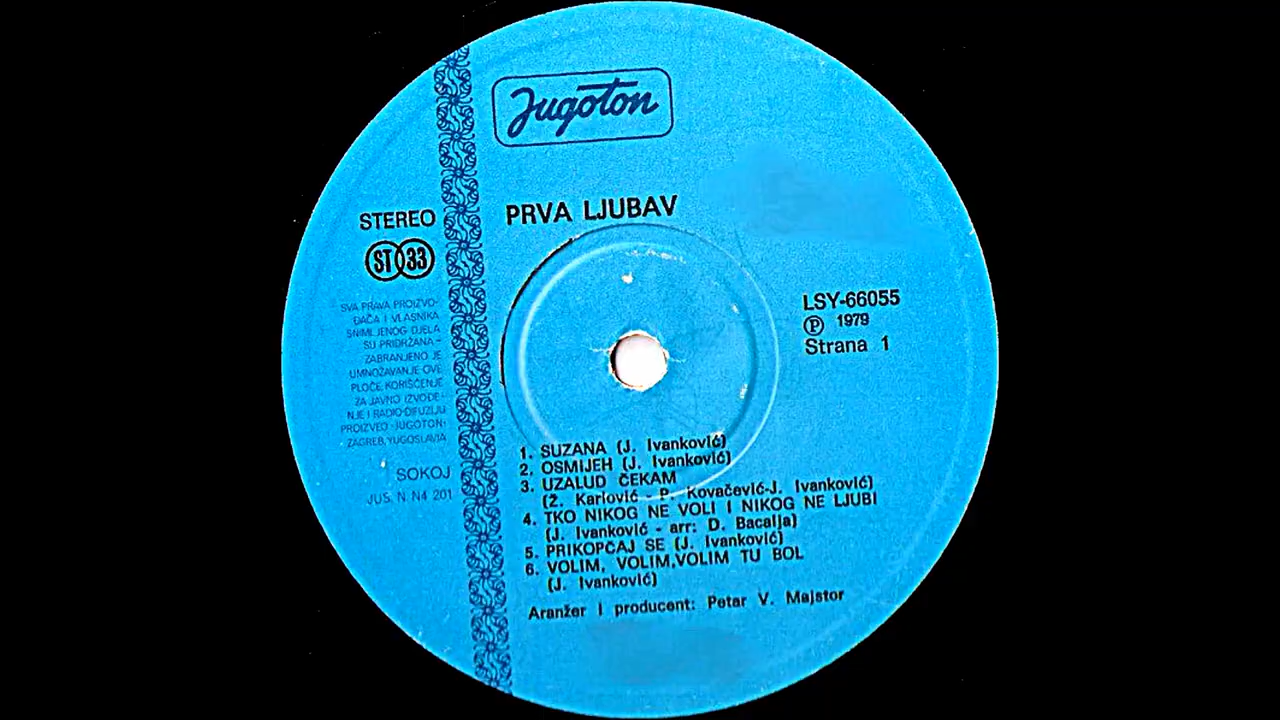 Jugoton
PRVA LJUBAV
STEREO
ST 33
SVA PRAVA PROIZVO-
ĐAČA I VLASNIKA
SNIMLJENOG DJELA
SU PRIDRŽANA-
ZABRANJENO JE
UMNOŽAVANJE OVE
PLOČE, KORIŠĆENJE
ZA JAVNO IZVOĐE-
NJE I RADIO-DIFUZIJU
PROIZVEO-JUGOTON-
ZAGREB, YUGOSLAVIA
SOKOJ
JUS. N. N4 201
LSY-66055
Ⓟ 1979
Strana 1
1. SUZANA (J. Ivanković)
2. OSMIJEH (J. Ivanković)
3. UZALUD ČEKAM
(Ž. Karlović - P. Kovačević-J. Ivanković)
4. TKO NIKOG NE VOLI I NIKOG NE LJUBI
(J. Ivanković - arr: D. Bacalja)
5. PRIKOPČAJ SE (J. Ivanković)
6. VOLIM, VOLIM,VOLIM TU BOL
(J. Ivanković)
Aranžer i producent: Petar V. Majstor